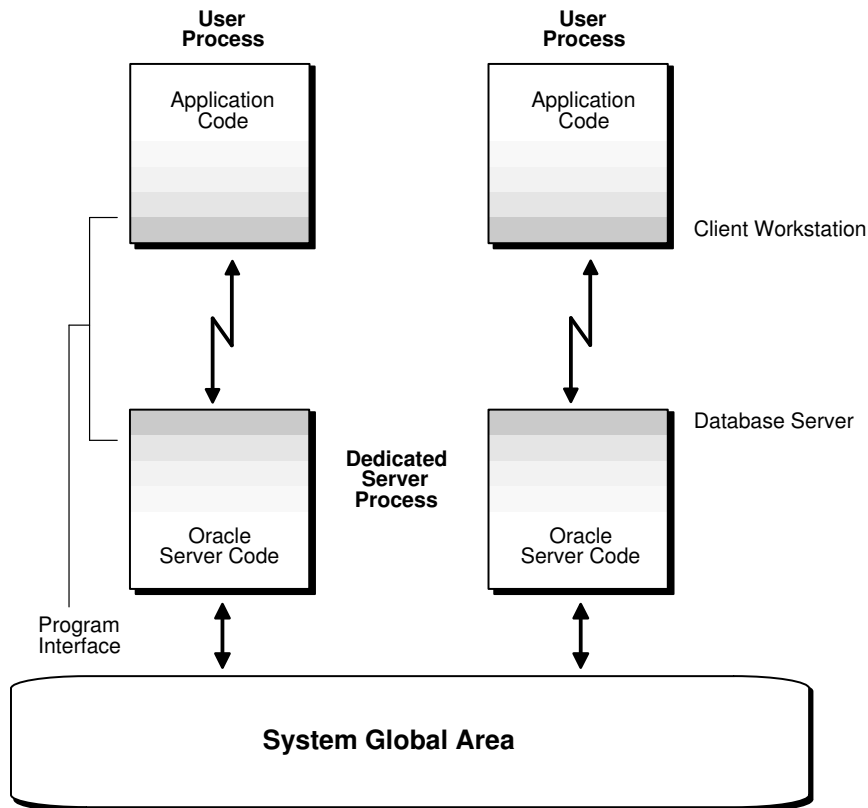 User
Process
User
Process
Application
Code
Application
Code
Client Workstation
Database Server
Dedicated
Server
Process
Oracle
Server Code
Oracle
Server Code
Program
Interface
System Global Area